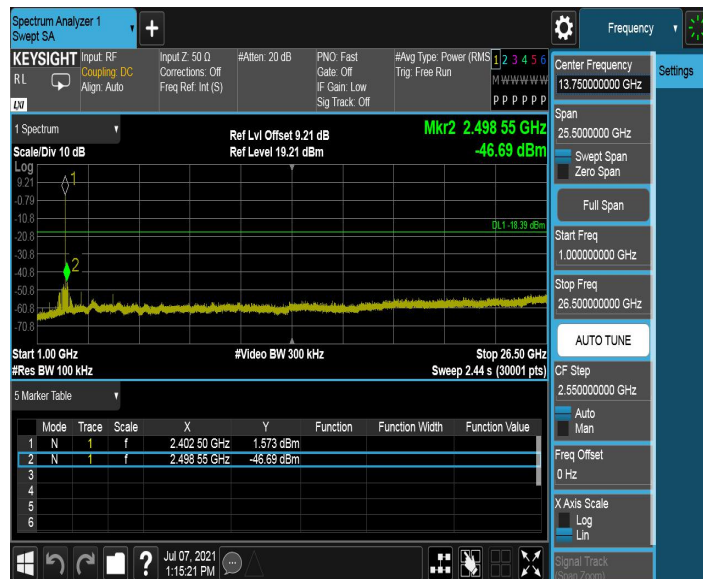 Spectrum Analyzer 1
Swept SA
+
Frequency
KEYSIGHT
RL
LXI
Input: RF
Coupling: DC
Align: Auto
Input Z: 50 Ω
Corrections: Off
Freq Ref: Int (S)
#Atten: 20 dB
PNO: Fast
Gate: Off
IF Gain: Low
Sig Track: Off
#Avg Type: Power (RMS
Trig: Free Run
1 2 3 4 5 6
M W W W W W
P P P P P P
Center Frequency
13.750000000 GHz
Settings
1 Spectrum
Scale/Div 10 dB
Ref Lvl Offset 9.21 dB
Ref Level 19.21 dBm
Mkr2 2.498 55 GHz
-46.69 dBm
Span
25.5000000 GHz
Swept Span
Zero Span
Full Span
Start Freq
1.000000000 GHz
Stop Freq
26.500000000 GHz
AUTO TUNE
CF Step
2.550000000 GHz
Auto
Man
Freq Offset
0 Hz
X Axis Scale
Log
Lin
Signal Track
(Span Zoom)
Log
9.21
-0.79
-10.8
-20.8
-30.8
-40.8
-50.8
-60.8
-70.8
1
2
DL1 -18.39 dBm
Start 1.00 GHz
#Res BW 100 kHz
#Video BW 300 kHz
Stop 26.50 GHz
Sweep 2.44 s (30001 pts)
5 Marker Table
Mode Trace Scale X Y Function Function Width Function Value
1 N 1 f 2.402 50 GHz 1.573 dBm
2 N 1 f 2.498 55 GHz -46.69 dBm
3
4
5
6
?
Jul 07, 2021
1:15:21 PM